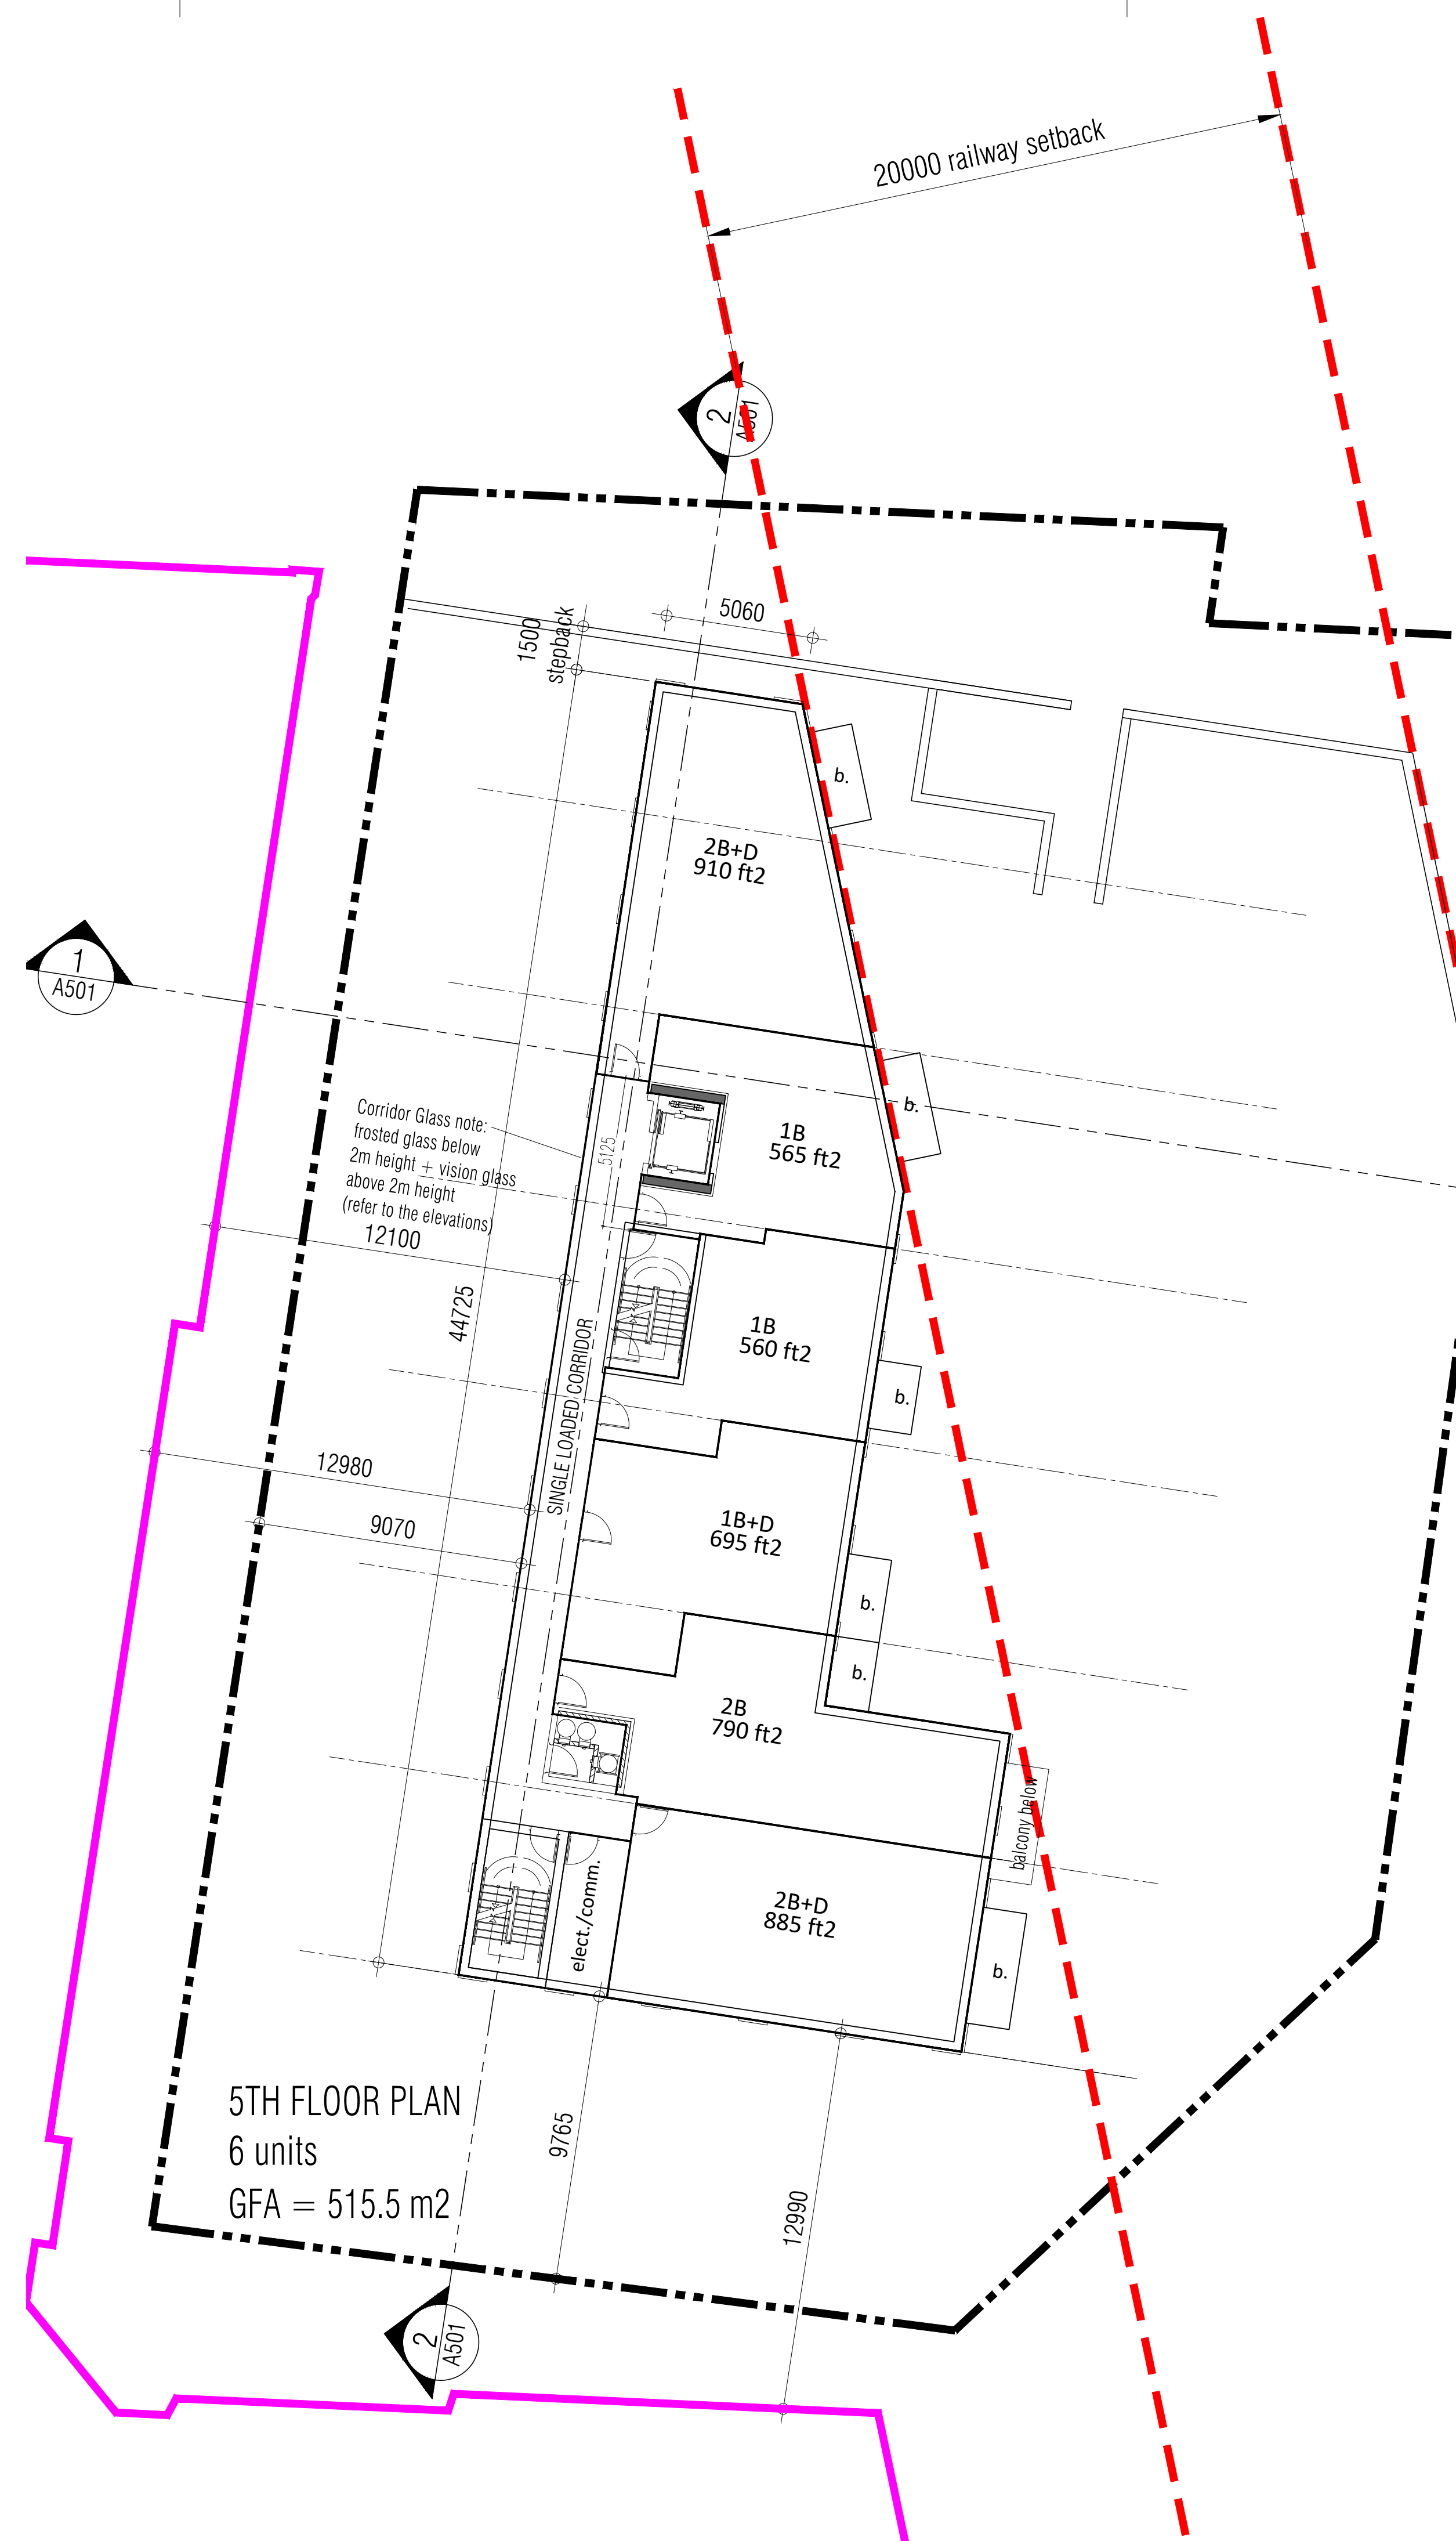 20000 railway setback
2
A501
5060
1500
stepback
b.
2B+D
910 ft2
1
A501
b.
Corridor Glass note:
frosted glass below
2m height + vision glass
above 2m height
(refer to the elevations)
5125
1B
565 ft2
12100
44725
1B
560 ft2
b.
SINGLE LOADED CORRIDOR
12980
9070
1B+D
695 ft2
b.
b.
2B
790 ft2
balcony below
elect./comm.
2B+D
885 ft2
b.
5TH FLOOR PLAN
6 units
GFA = 515.5 m2
9765
12990
2
A501